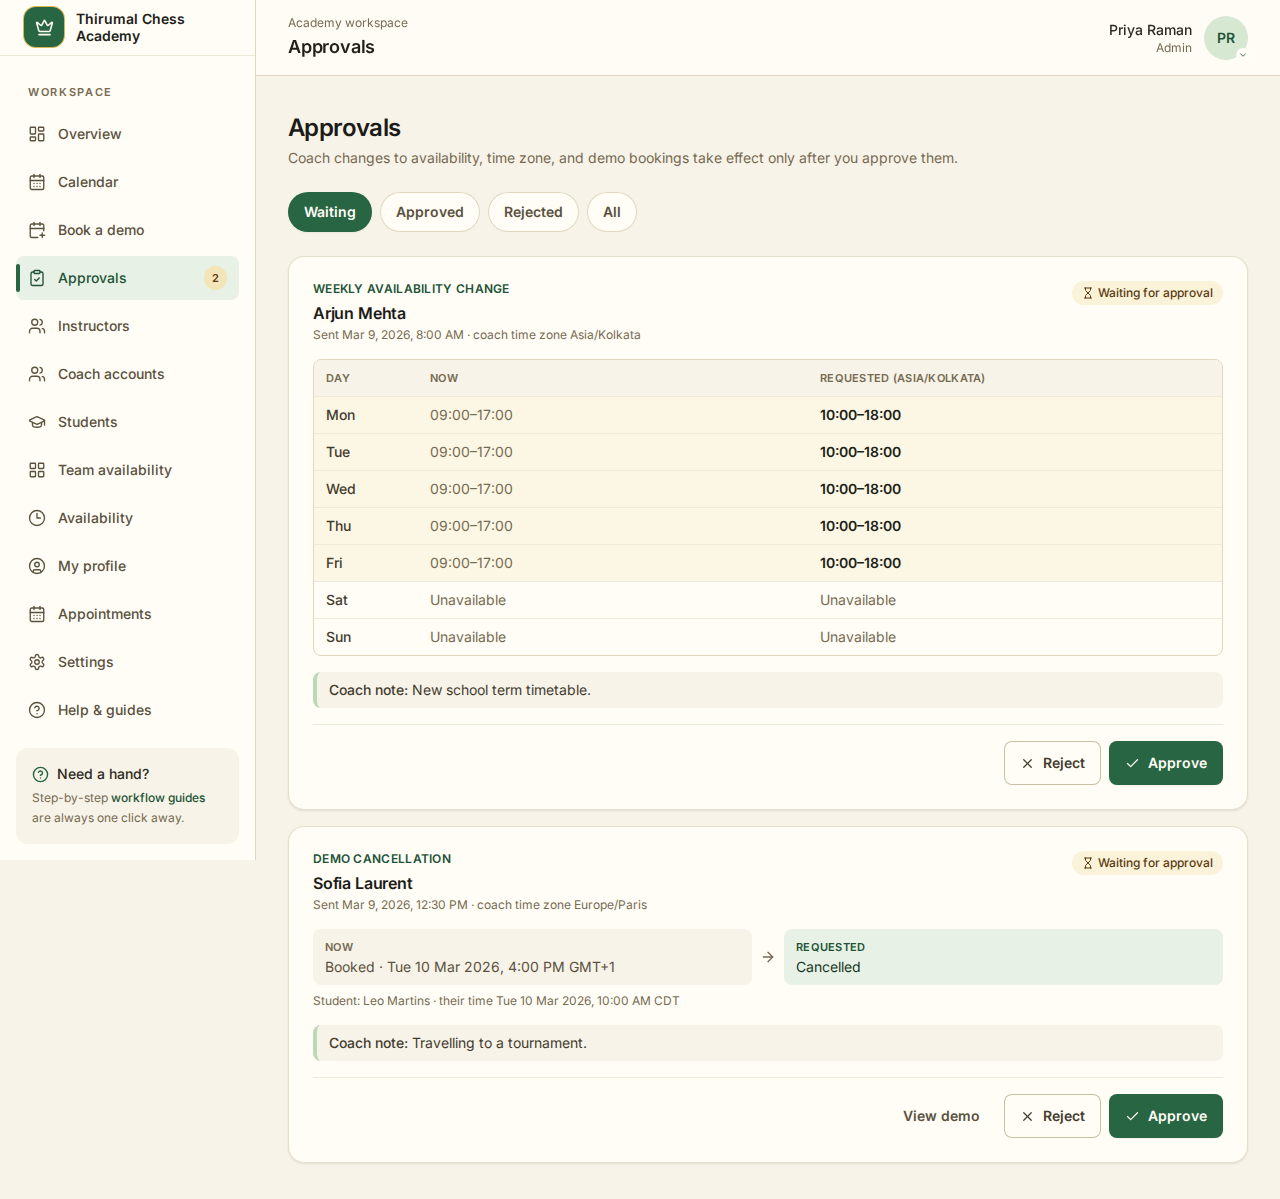 Thirumal Chess
Academy
WORKSPACE
Overview
Calendar
Book a demo
Approvals 2
Instructors
Coach accounts
Students
Team availability
Availability
My profile
Appointments
Settings
Help & guides
Need a hand?
Step-by-step workflow guides
are always one click away.
Academy workspace
Approvals
Priya Raman
Admin
PR
Approvals
Coach changes to availability, time zone, and demo bookings take effect only after you approve them.
Waiting Approved Rejected All
WEEKLY AVAILABILITY CHANGE
Waiting for approval
Arjun Mehta
Sent Mar 9, 2026, 8:00 AM · coach time zone Asia/Kolkata
DAY NOW REQUESTED (ASIA/KOLKATA)
Mon 09:00–17:00 10:00–18:00
Tue 09:00–17:00 10:00–18:00
Wed 09:00–17:00 10:00–18:00
Thu 09:00–17:00 10:00–18:00
Fri 09:00–17:00 10:00–18:00
Sat Unavailable Unavailable
Sun Unavailable Unavailable
Coach note: New school term timetable.
Reject Approve
DEMO CANCELLATION
Waiting for approval
Sofia Laurent
Sent Mar 9, 2026, 12:30 PM · coach time zone Europe/Paris
NOW
Booked · Tue 10 Mar 2026, 4:00 PM GMT+1
REQUESTED
Cancelled
Student: Leo Martins · their time Tue 10 Mar 2026, 10:00 AM CDT
Coach note: Travelling to a tournament.
View demo Reject Approve